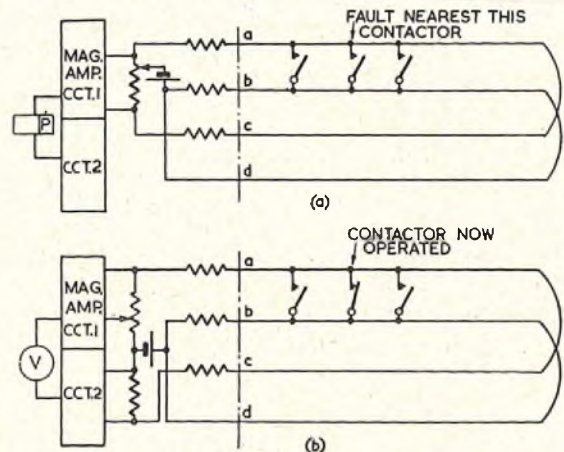 FAULT NEAREST THIS
CONTACTOR
MAG.
AMP.
CCT.1
P
CCT.2
a
b
c
d
(a)
CONTACTOR NOW
OPERATED
MAG.
AMP.
CCT.1
V
CCT.2
a
b
c
d
(b)